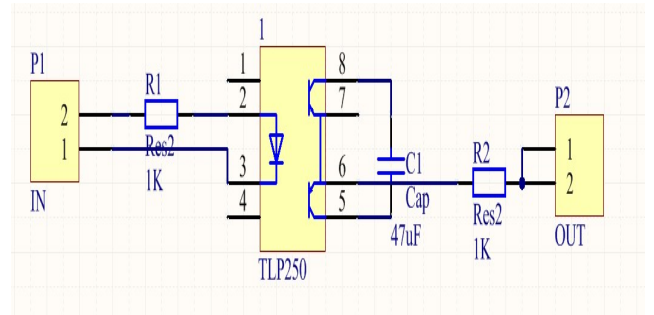 1
P1
2
1
IN
R1
Res2
1K
1
2
3
4
8
7
6
5
TLP250
C1
Cap
47uF
R2
Res2
1K
P2
1
2
OUT